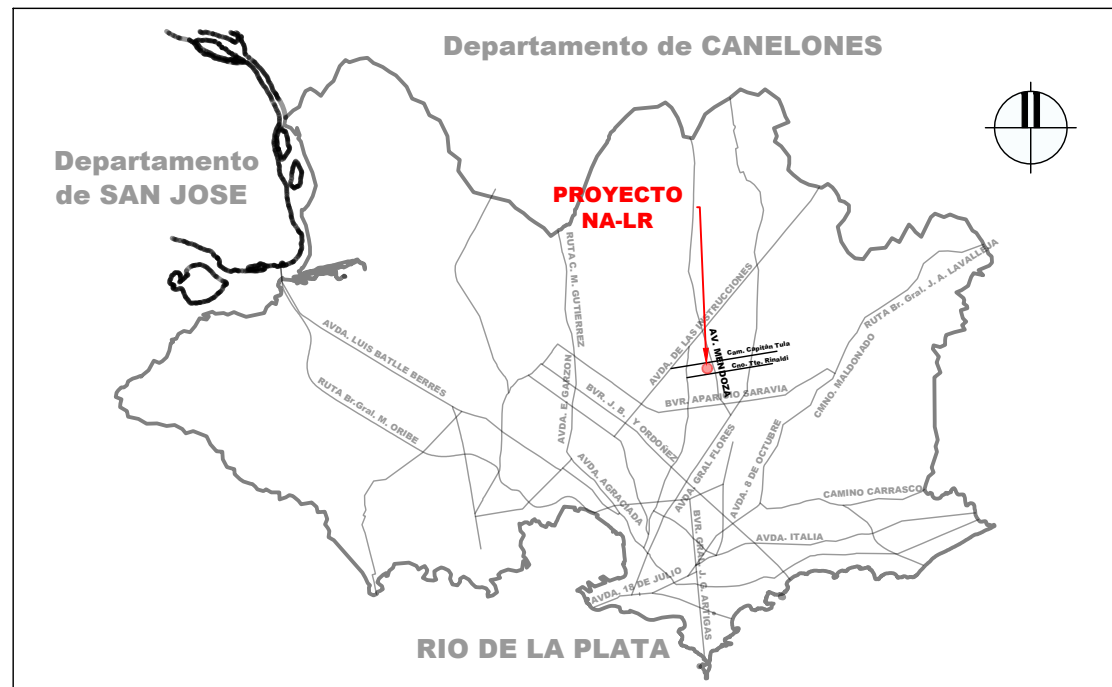 Departamento de CANELONES
Departamento
de SAN JOSE
PROYECTO
NA-LR
RUTA C. M. GUTIERREZ
AVDA. DE LAS INSTRUCCIONES
RUTA Br. Gral. J. A. LAVALLEJA
AV. MENDOZA
Cam. Capitán Tula
Cno. Tte. Rinaldi
AVDA. LUIS BATLLE BERRES
RUTA Br.Gral. M. ORIBE
AVDA. E. GARZON
BVR. J. B. Y ORDOÑEZ
BVR. APARICIO SARAVIA
CMNO. MALDONADO
AVDA. GRAL FLORES
AVDA. 8 DE OCTUBRE
AVDA. AGRACIADA
CAMINO CARRASCO
AVDA. ITALIA
AVDA. 18 DE JULIO
BVR. GRAL. J. G. ARTIGAS
RIO DE LA PLATA